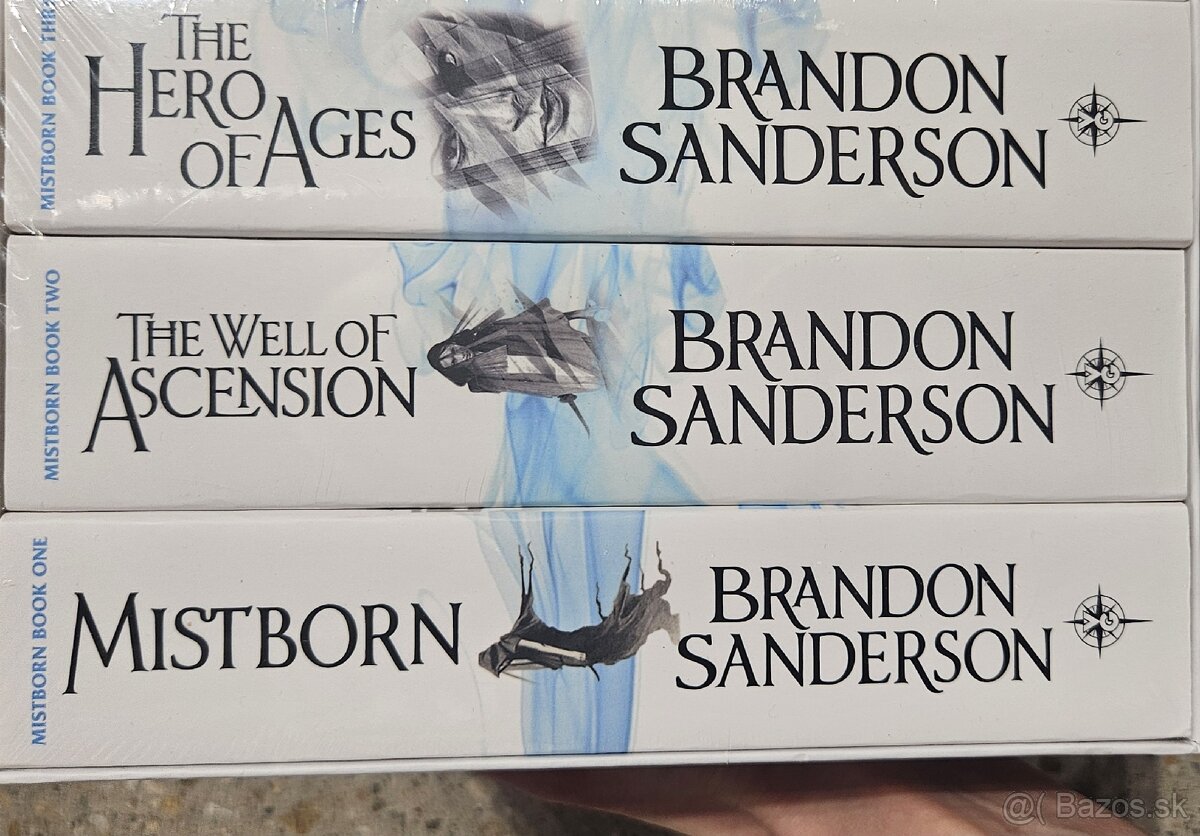 MISTBORN BOOK THR
THE
HERO
OF AGES
BRANDON
SANDERSON
MISTBORN BOOK TWO
THE WELL OF
ASCENSION
BRANDON
SANDERSON
MISTBORN BOOK ONE
MISTBORN
BRANDON
SANDERSON
@( Bazos.sk